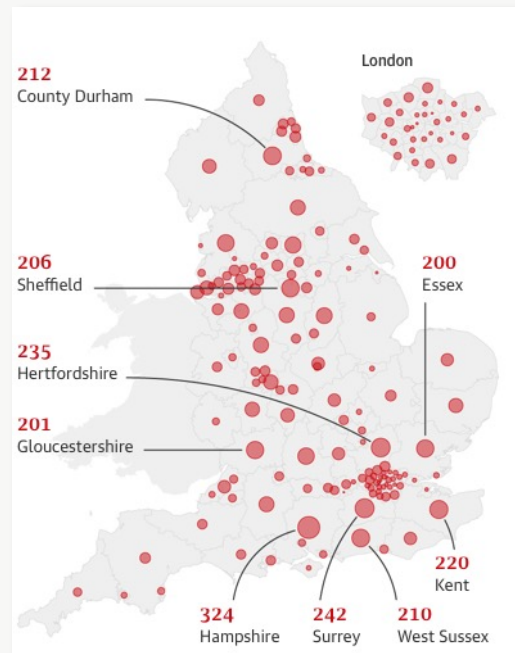 London
212
County Durham
206
Sheffield
200
Essex
235
Hertfordshire
201
Gloucestershire
220
Kent
324
Hampshire
242
Surrey
210
West Sussex